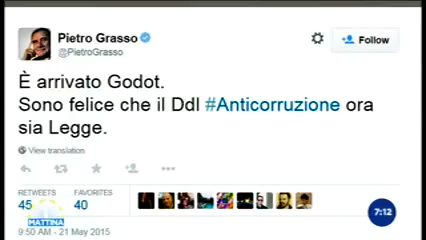 Pietro Grasso
@PietroGrasso
Follow
È arrivato Godot.
Sono felice che il Ddl #Anticorruzione ora
sia Legge.
View translation
RETWEETS
FAVORITES
45
40
MATTINA
7:12
9:50 AM - 21 May 2015